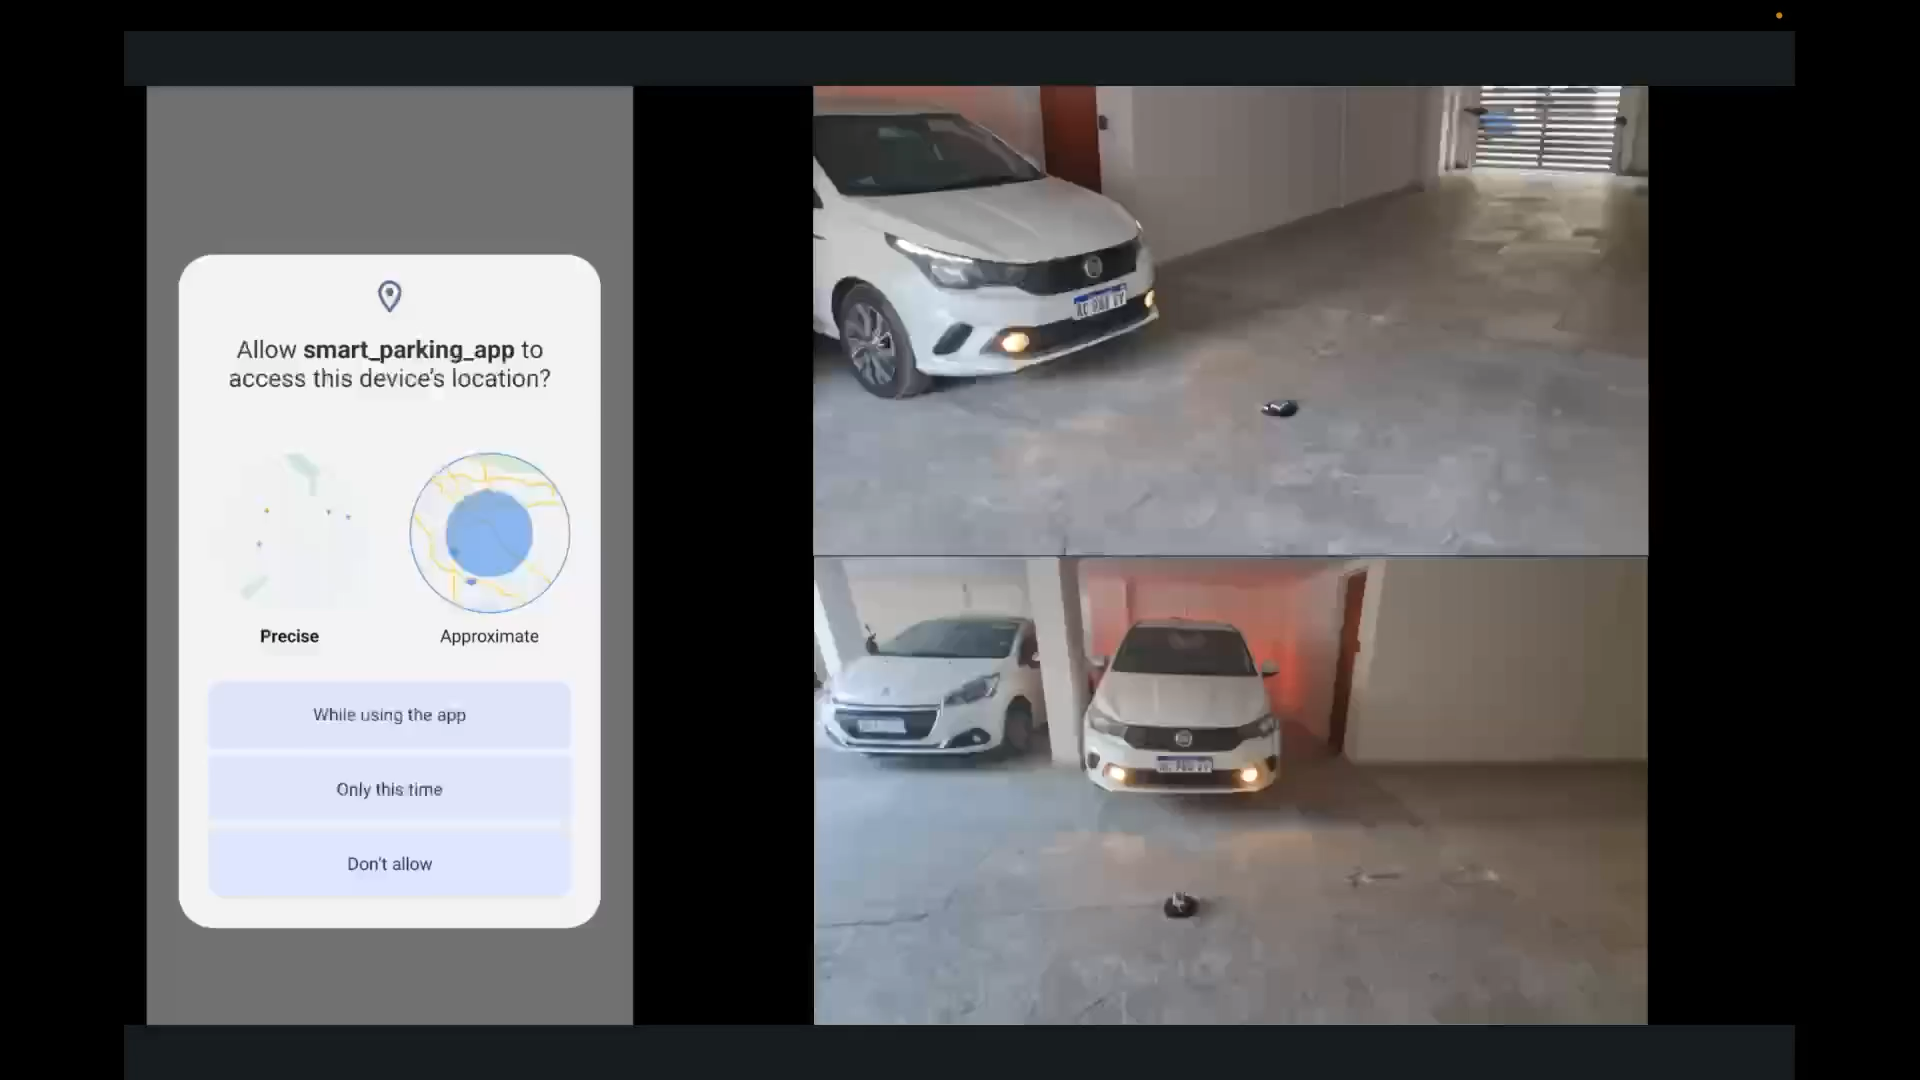 Allow smart_parking_app to
access this device's location?
Precise
Approximate
While using the app
Only this time
Don't allow